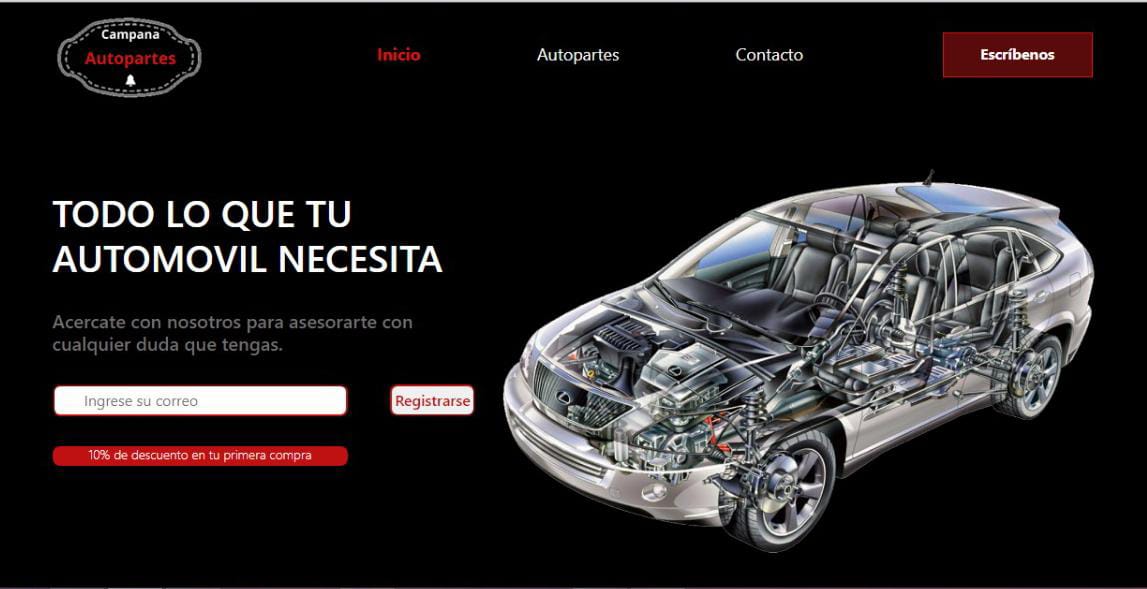 Campana
Autopartes
Inicio
Autopartes
Contacto
Escríbenos
TODO LO QUE TU
AUTOMOVIL NECESITA
Acercate con nosotros para asesorarte con
cualquier duda que tengas.
Ingrese su correo
Registrarse
10% de descuento en tu primera compra